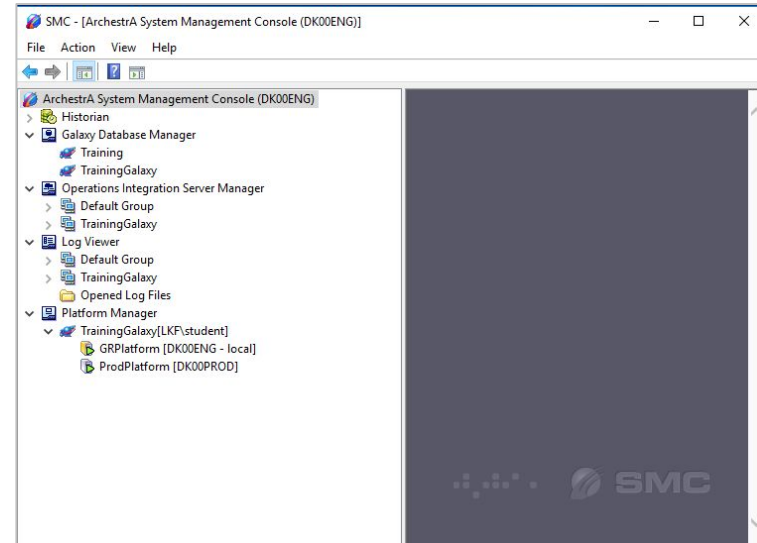 SMC - [ArchestrA System Management Console (DK00ENG)]
File Action View Help
ArchestrA System Management Console (DK00ENG)
Historian
Galaxy Database Manager
Training
TrainingGalaxy
Operations Integration Server Manager
Default Group
TrainingGalaxy
Log Viewer
Default Group
TrainingGalaxy
Opened Log Files
Platform Manager
TrainingGalaxy[LKF\student]
GRPlatform [DK00ENG - local]
ProdPlatform [DK00PROD]
SMC